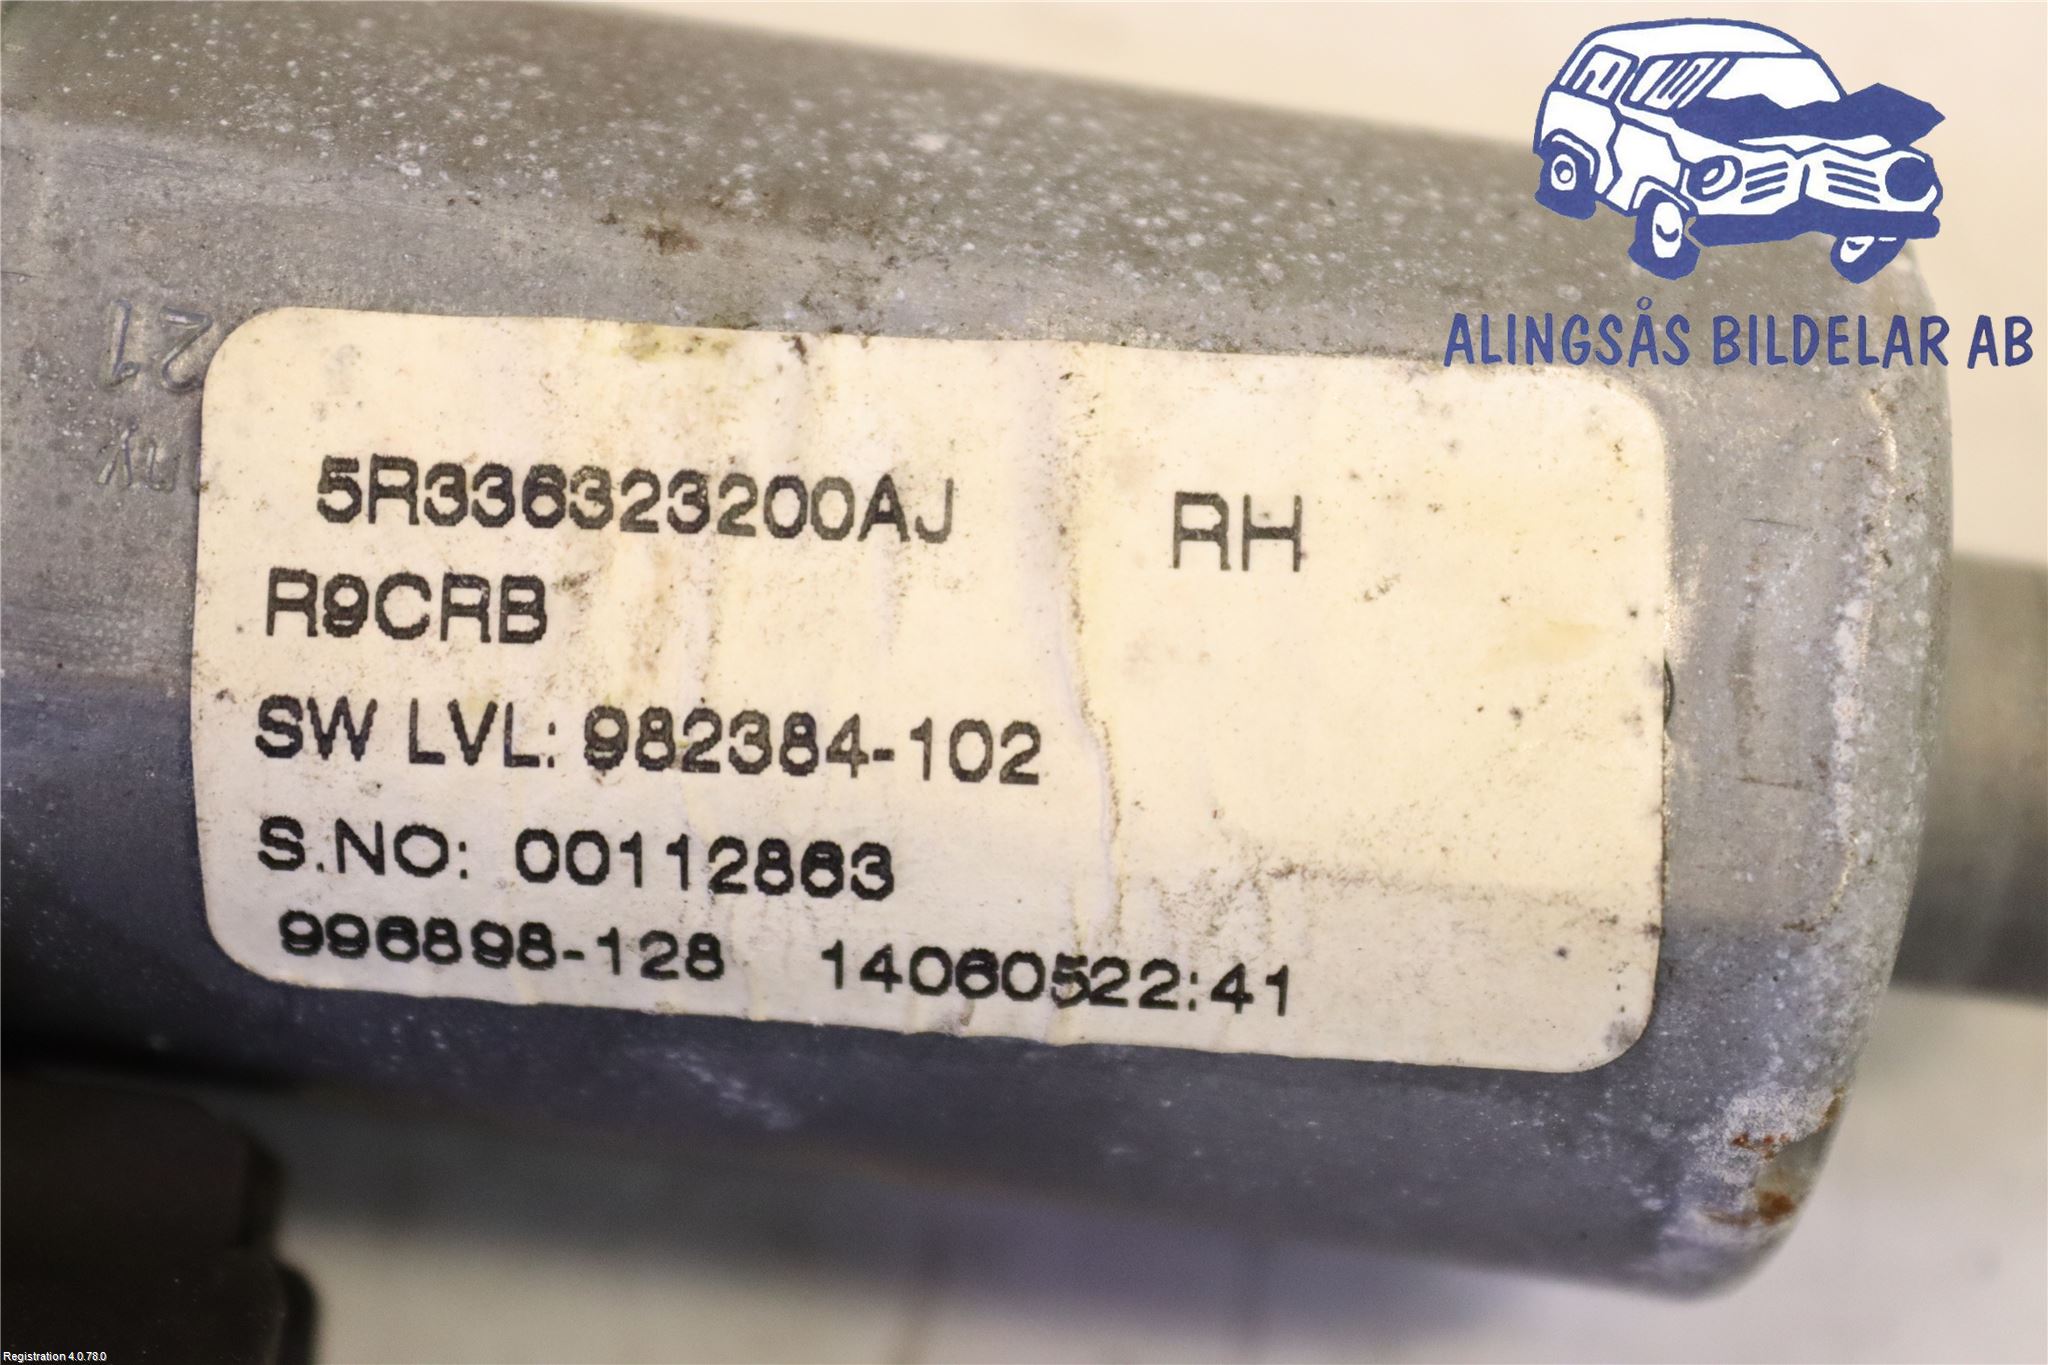 ALINGSÅS BILDELAR AB
21
5R336323200AJ RH
R9CRB
SW LVL: 982384-102
S.NO: 00112863
996898-128 14060522:41
Registration 4.0.78.0